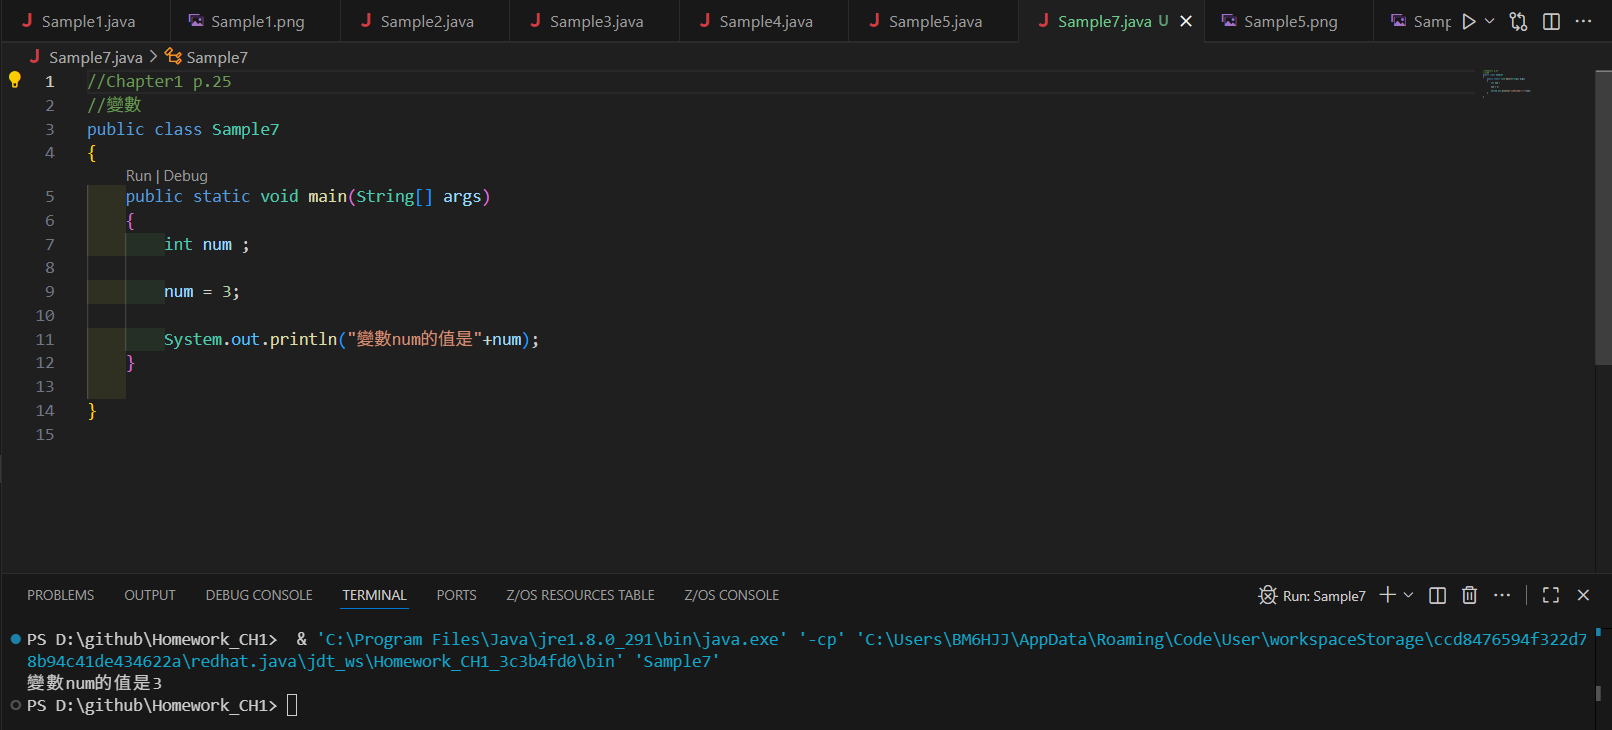 Sample1.java Sample1.png Sample2.java Sample3.java Sample4.java Sample5.java Sample7.java U Sample5.png Samp
Sample7.java > Sample7
1 //Chapter1 p.25
2 //變數
3 public class Sample7
4 {
Run | Debug
5 public static void main(String[] args)
6 {
7 int num ;
8
9 num = 3;
10
11 System.out.println("變數num的值是"+num);
12 }
13
14 }
15
PROBLEMS OUTPUT DEBUG CONSOLE TERMINAL PORTS Z/OS RESOURCES TABLE Z/OS CONSOLE Run: Sample7
PS D:\github\Homework_CH1> & 'C:\Program Files\Java\jre1.8.0_291\bin\java.exe' '-cp' 'C:\Users\BM6HJJ\AppData\Roaming\Code\User\workspaceStorage\ccd8476594f322d7
8b94c41de434622a\redhat.java\jdt_ws\Homework_CH1_3c3b4fd0\bin' 'Sample7'
變數num的值是3
PS D:\github\Homework_CH1>